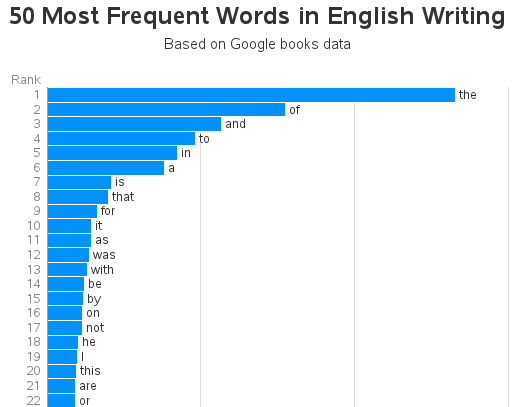 50 Most Frequent Words in English Writing
Based on Google books data
Rank
1 the
2 of
3 and
4 to
5 in
6 a
7 is
8 that
9 for
10 it
11 as
12 was
13 with
14 be
15 by
16 on
17 not
18 he
19 I
20 this
21 are
22 or